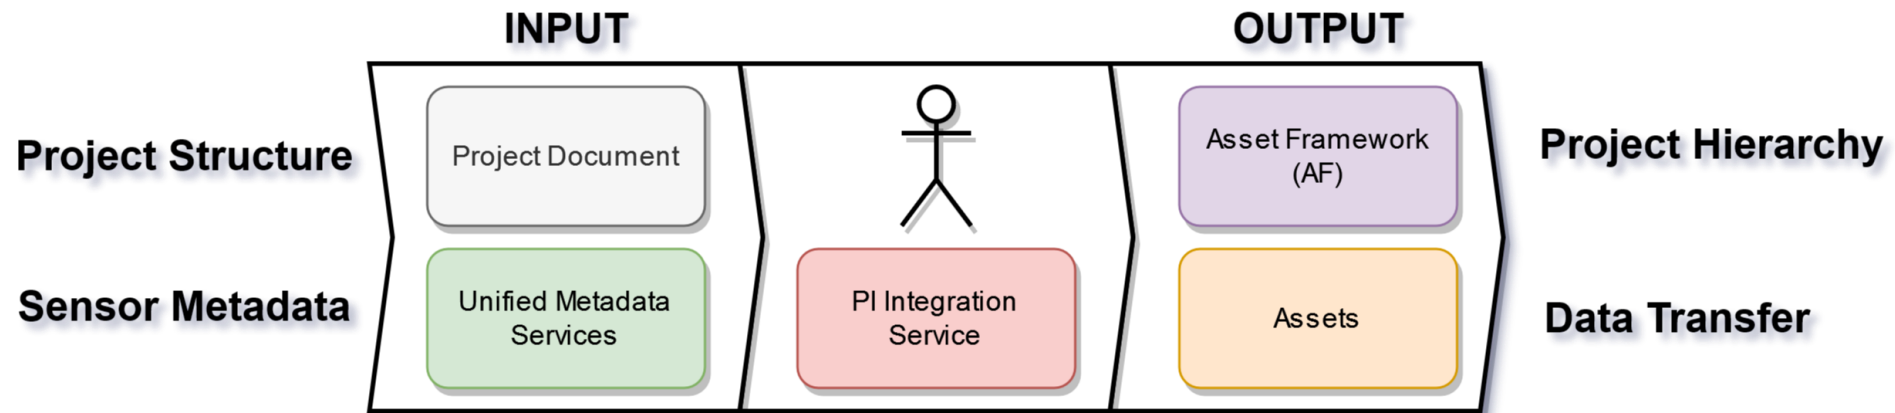 INPUT
OUTPUT
Project Structure
Project Document
Asset Framework
(AF)
Project Hierarchy
Sensor Metadata
Unified Metadata
Services
PI Integration
Service
Assets
Data Transfer